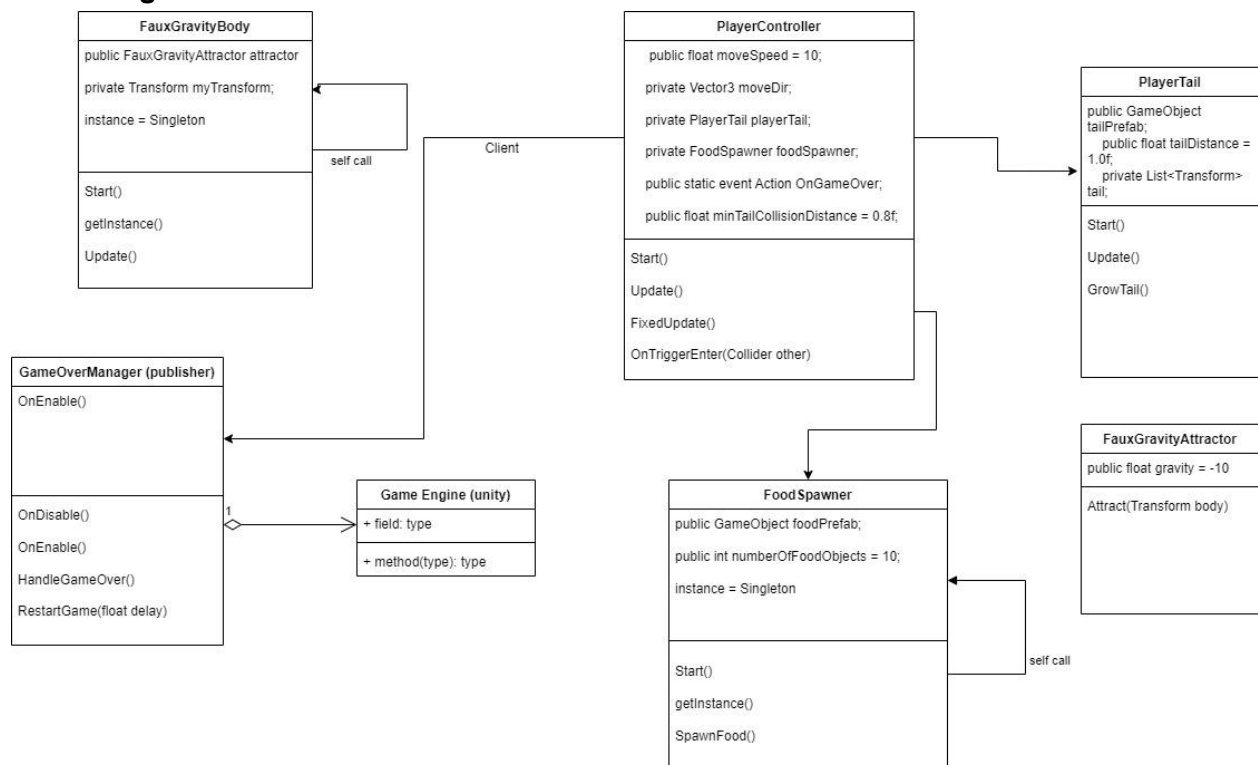 FauxGravityBody
public FauxGravityAttractor attractor
private Transform myTransform;
instance = Singleton
self call
Start()
getInstance()
Update()
PlayerController
public float moveSpeed = 10;
private Vector3 moveDir;
private PlayerTail playerTail;
private FoodSpawner foodSpawner;
public static event Action OnGameOver;
public float minTailCollisionDistance = 0.8f;
Start()
Update()
FixedUpdate()
OnTriggerEnter(Collider other)
Client
PlayerTail
public GameObject
tailPrefab;
public float tailDistance =
1.0f;
private List<Transform>
tail;
Start()
Update()
GrowTail()
GameOverManager (publisher)
OnEnable()
OnDisable()
OnEnable()
HandleGameOver()
RestartGame(float delay)
1
Game Engine (unity)
+ field: type
+ method(type): type
FoodSpawner
public GameObject foodPrefab;
public int numberOfFoodObjects = 10;
instance = Singleton
Start()
getInstance()
SpawnFood()
self call
FauxGravityAttractor
public float gravity = -10
Attract(Transform body)